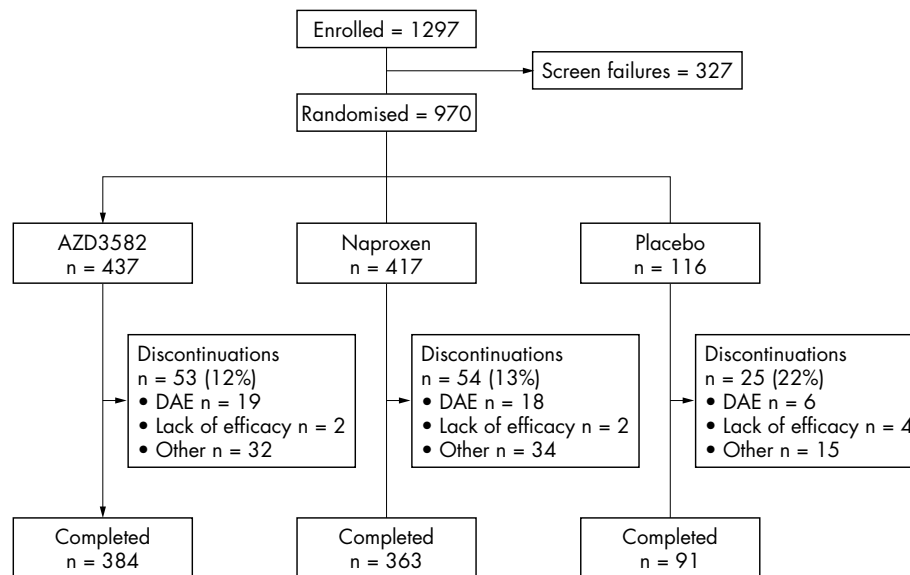 Enrolled = 1297
Screen failures = 327
Randomised = 970
AZD3582
n = 437
Naproxen
n = 417
Placebo
n = 116
Discontinuations
n = 53 (12%)
• DAE n = 19
• Lack of efficacy n = 2
• Other n = 32
Discontinuations
n = 54 (13%)
• DAE n = 18
• Lack of efficacy n = 2
• Other n = 34
Discontinuations
n = 25 (22%)
• DAE n = 6
• Lack of efficacy n = 4
• Other n = 15
Completed
n = 384
Completed
n = 363
Completed
n = 91